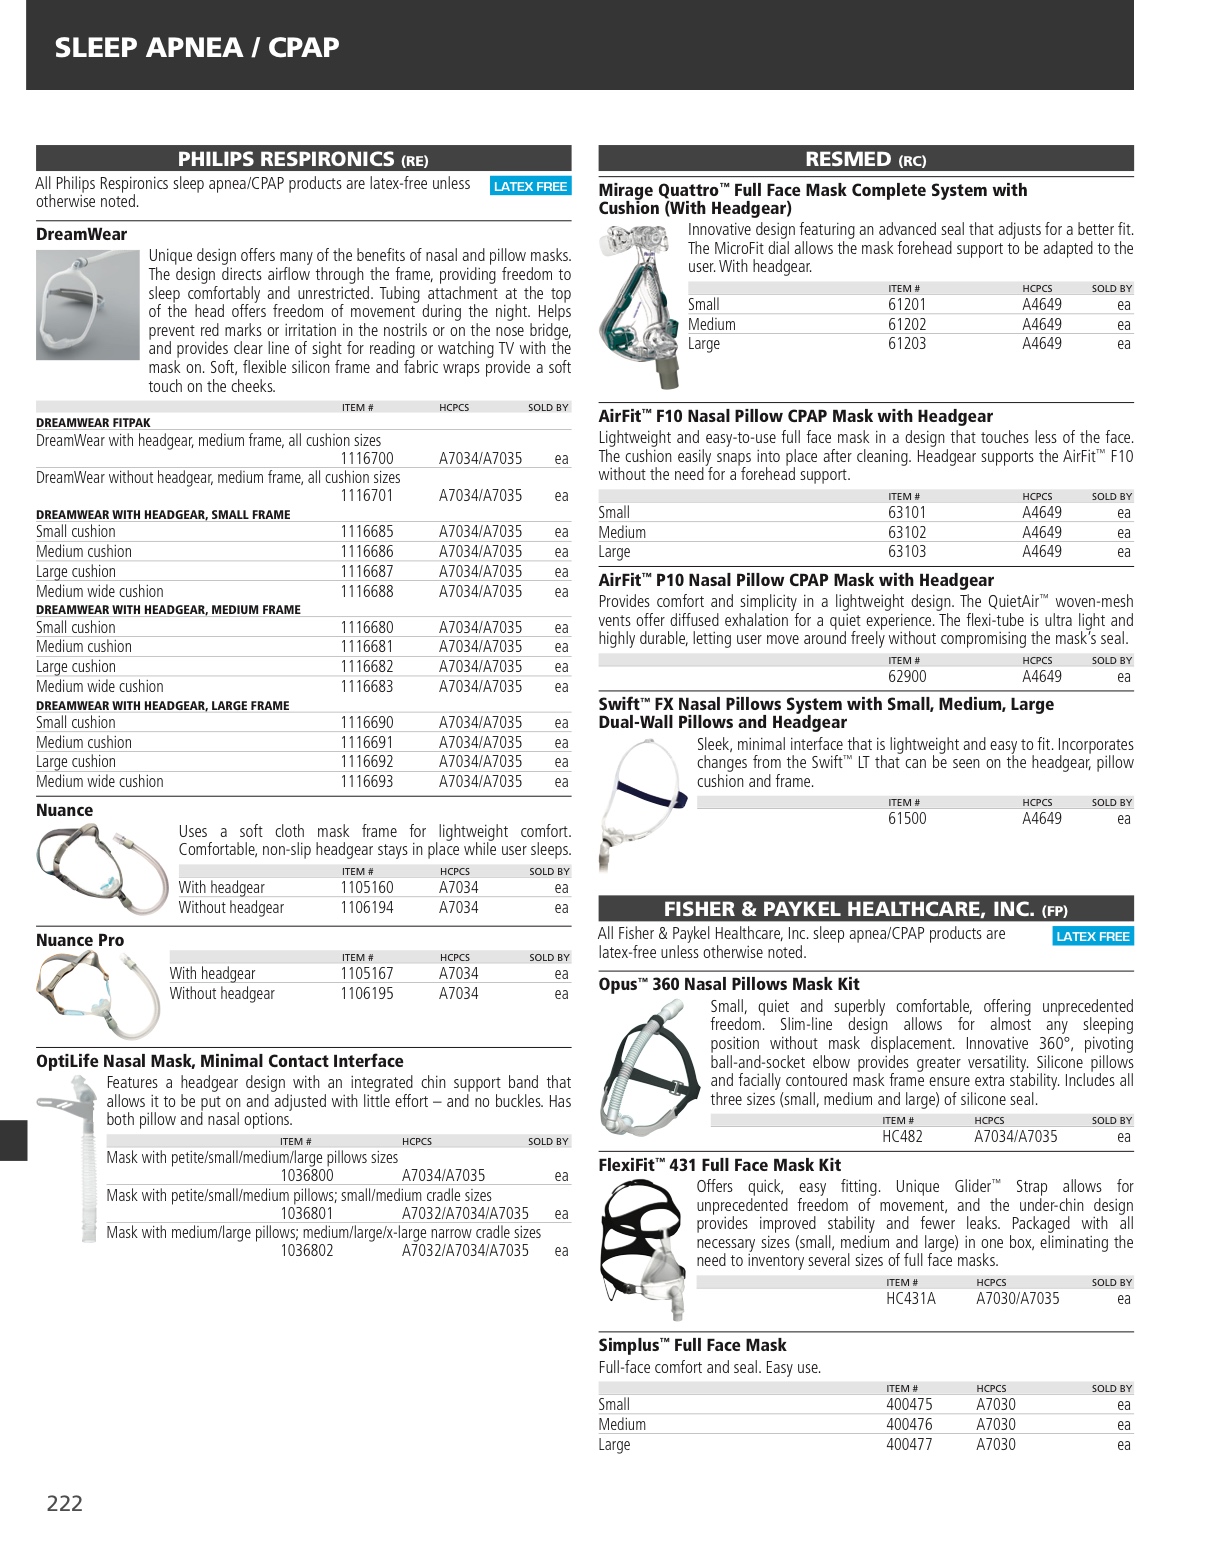 SLEEP APNEA / CPAP
PHILIPS RESPIRONICS (RE)
All Philips Respironics sleep apnea/CPAP products are latex-free unless
otherwise noted.
LATEX FREE
DreamWear
Unique design offers many of the benefits of nasal and pillow masks.
The design directs airflow through the frame, providing freedom to
sleep comfortably and unrestricted. Tubing attachment at the top
of the head offers freedom of movement during the night. Helps
prevent red marks or irritation in the nostrils or on the nose bridge,
and provides clear line of sight for reading or watching TV with the
mask on. Soft, flexible silicon frame and fabric wraps provide a soft
touch on the cheeks.
ITEM # HCPCS SOLD BY
DREAMWEAR FITPAK
DreamWear with headgear, medium frame, all cushion sizes
1116700 A7034/A7035 ea
DreamWear without headgear, medium frame, all cushion sizes
1116701 A7034/A7035 ea
DREAMWEAR WITH HEADGEAR, SMALL FRAME
Small cushion 1116685 A7034/A7035 ea
Medium cushion 1116686 A7034/A7035 ea
Large cushion 1116687 A7034/A7035 ea
Medium wide cushion 1116688 A7034/A7035 ea
DREAMWEAR WITH HEADGEAR, MEDIUM FRAME
Small cushion 1116680 A7034/A7035 ea
Medium cushion 1116681 A7034/A7035 ea
Large cushion 1116682 A7034/A7035 ea
Medium wide cushion 1116683 A7034/A7035 ea
DREAMWEAR WITH HEADGEAR, LARGE FRAME
Small cushion 1116690 A7034/A7035 ea
Medium cushion 1116691 A7034/A7035 ea
Large cushion 1116692 A7034/A7035 ea
Medium wide cushion 1116693 A7034/A7035 ea
Nuance
Uses a soft cloth mask frame for lightweight comfort.
Comfortable, non-slip headgear stays in place while user sleeps.
ITEM # HCPCS SOLD BY
With headgear 1105160 A7034 ea
Without headgear 1106194 A7034 ea
Nuance Pro
ITEM # HCPCS SOLD BY
With headgear 1105167 A7034 ea
Without headgear 1106195 A7034 ea
OptiLife Nasal Mask, Minimal Contact Interface
Features a headgear design with an integrated chin support band that
allows it to be put on and adjusted with little effort – and no buckles. Has
both pillow and nasal options.
ITEM # HCPCS SOLD BY
Mask with petite/small/medium/large pillows sizes
1036800 A7034/A7035 ea
Mask with petite/small/medium pillows; small/medium cradle sizes
1036801 A7032/A7034/A7035 ea
Mask with medium/large pillows; medium/large/x-large narrow cradle sizes
1036802 A7032/A7034/A7035 ea
RESMED (RC)
Mirage Quattro™ Full Face Mask Complete System with
Cushion (With Headgear)
Innovative design featuring an advanced seal that adjusts for a better fit.
The MicroFit dial allows the mask forehead support to be adapted to the
user. With headgear.
ITEM # HCPCS SOLD BY
Small 61201 A4649 ea
Medium 61202 A4649 ea
Large 61203 A4649 ea
AirFit™ F10 Nasal Pillow CPAP Mask with Headgear
Lightweight and easy-to-use full face mask in a design that touches less of the face.
The cushion easily snaps into place after cleaning. Headgear supports the AirFit™ F10
without the need for a forehead support.
ITEM # HCPCS SOLD BY
Small 63101 A4649 ea
Medium 63102 A4649 ea
Large 63103 A4649 ea
AirFit™ P10 Nasal Pillow CPAP Mask with Headgear
Provides comfort and simplicity in a lightweight design. The QuietAir™ woven-mesh
vents offer diffused exhalation for a quiet experience. The flexi-tube is ultra light and
highly durable, letting user move around freely without compromising the mask's seal.
ITEM # HCPCS SOLD BY
62900 A4649 ea
Swift™ FX Nasal Pillows System with Small, Medium, Large
Dual-Wall Pillows and Headgear
Sleek, minimal interface that is lightweight and easy to fit. Incorporates
changes from the Swift™ LT that can be seen on the headgear, pillow
cushion and frame.
ITEM # HCPCS SOLD BY
61500 A4649 ea
FISHER & PAYKEL HEALTHCARE, INC. (FP)
All Fisher & Paykel Healthcare, Inc. sleep apnea/CPAP products are
latex-free unless otherwise noted.
LATEX FREE
Opus™ 360 Nasal Pillows Mask Kit
Small, quiet and superbly comfortable, offering unprecedented
freedom. Slim-line design allows for almost any sleeping
position without mask displacement. Innovative 360°, pivoting
ball-and-socket elbow provides greater versatility. Silicone pillows
and facially contoured mask frame ensure extra stability. Includes all
three sizes (small, medium and large) of silicone seal.
ITEM # HCPCS SOLD BY
HC482 A7034/A7035 ea
FlexiFit™ 431 Full Face Mask Kit
Offers quick, easy fitting. Unique Glider™ Strap allows for
unprecedented freedom of movement, and the under-chin design
provides improved stability and fewer leaks. Packaged with all
necessary sizes (small, medium and large) in one box, eliminating the
need to inventory several sizes of full face masks.
ITEM # HCPCS SOLD BY
HC431A A7030/A7035 ea
Simplus™ Full Face Mask
Full-face comfort and seal. Easy use.
ITEM # HCPCS SOLD BY
Small 400475 A7030 ea
Medium 400476 A7030 ea
Large 400477 A7030 ea
222